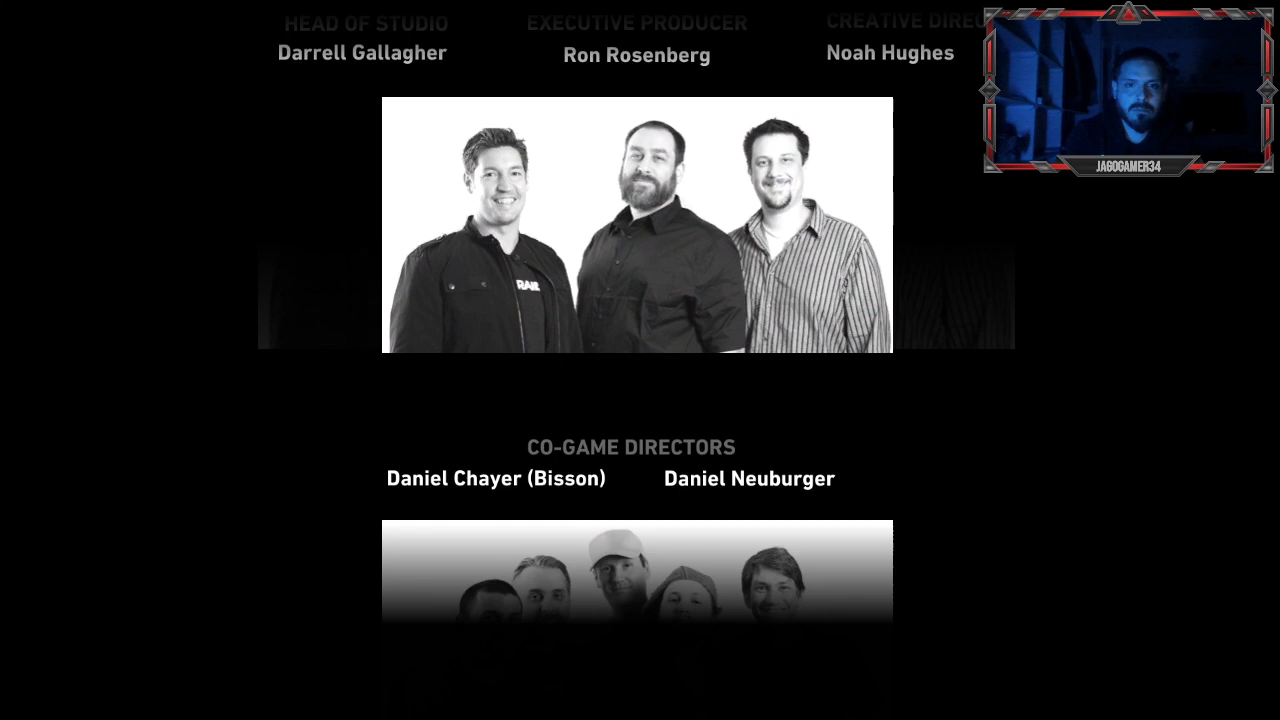 HEAD OF STUDIO EXECUTIVE PRODUCER CREATIVE
Darrell Gallagher Ron Rosenberg Noah Hughes
JAGOGAMER34
CO-GAME DIRECTORS
Daniel Chayer (Bisson) Daniel Neuburger